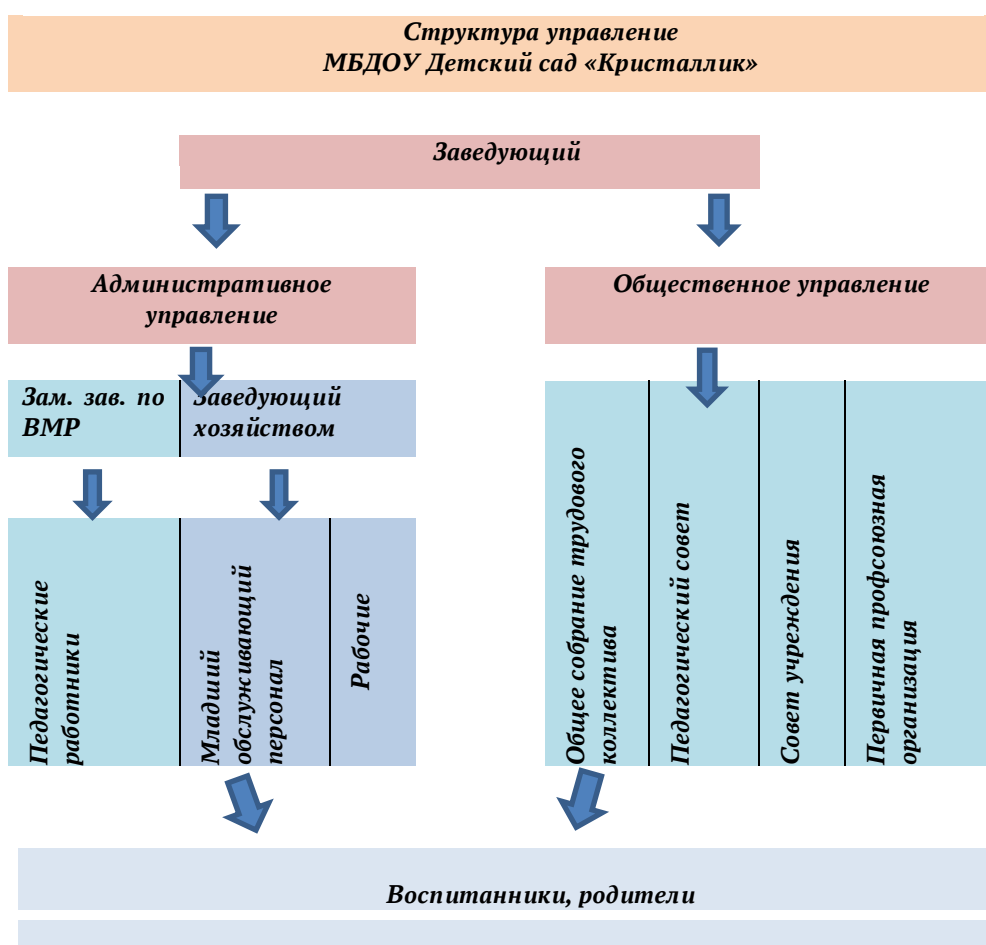 Структура управление
МБДОУ Детский сад «Кристаллик»
Заведующий
Административное
управление
Общественное управление
Зам. зав. по
ВМР
Заведующий
хозяйством
Педагогические
работники
Младший
обслуживающий
персонал
Рабочие
Общее собрание трудового
коллектива
Педагогический совет
Совет учреждения
Первичная профсоюзная
организация
Воспитанники, родители